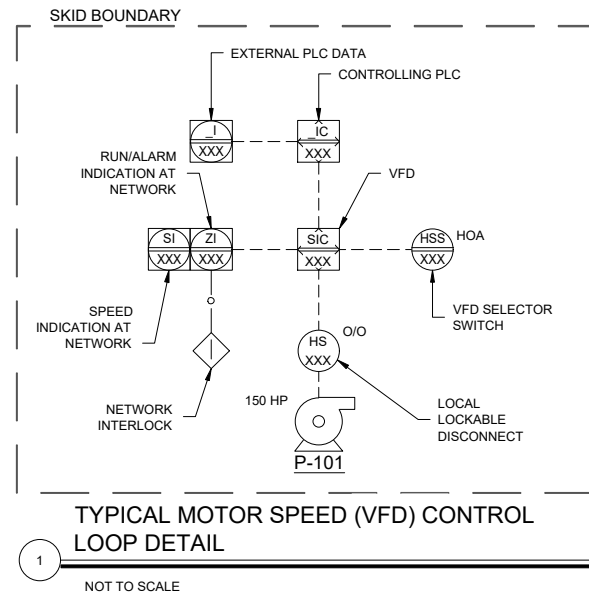 SKID BOUNDARY
EXTERNAL PLC DATA
CONTROLLING PLC
_I
XXX
_IC
XXX
RUN/ALARM
INDICATION AT
NETWORK
VFD
SI
XXX
ZI
XXX
SIC
XXX
HSS
XXX
HOA
SPEED
INDICATION AT
NETWORK
VFD SELECTOR
SWITCH
HS
XXX
O/O
NETWORK
INTERLOCK
150 HP
LOCAL
LOCKABLE
DISCONNECT
P-101
TYPICAL MOTOR SPEED (VFD) CONTROL
LOOP DETAIL
1
NOT TO SCALE